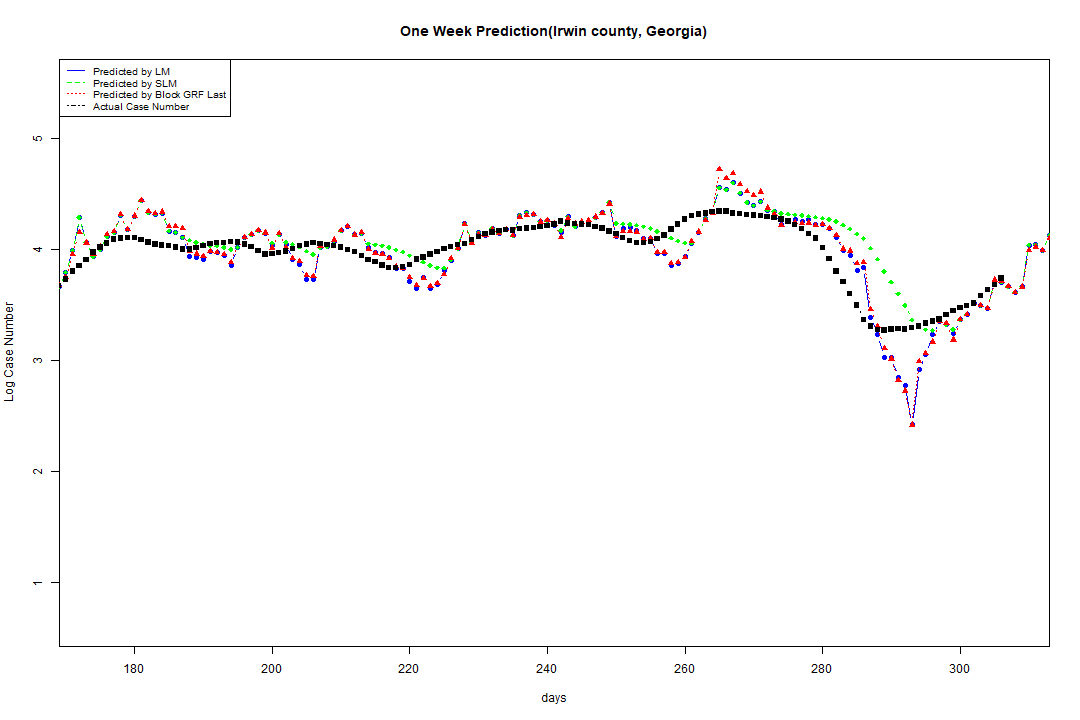 One Week Prediction(Irwin county, Georgia)
Predicted by LM
Predicted by SLM
Predicted by Block GRF Last
Actual Case Number
5
4
3
2
1
Log Case Number
180 200 220 240 260 280 300
days